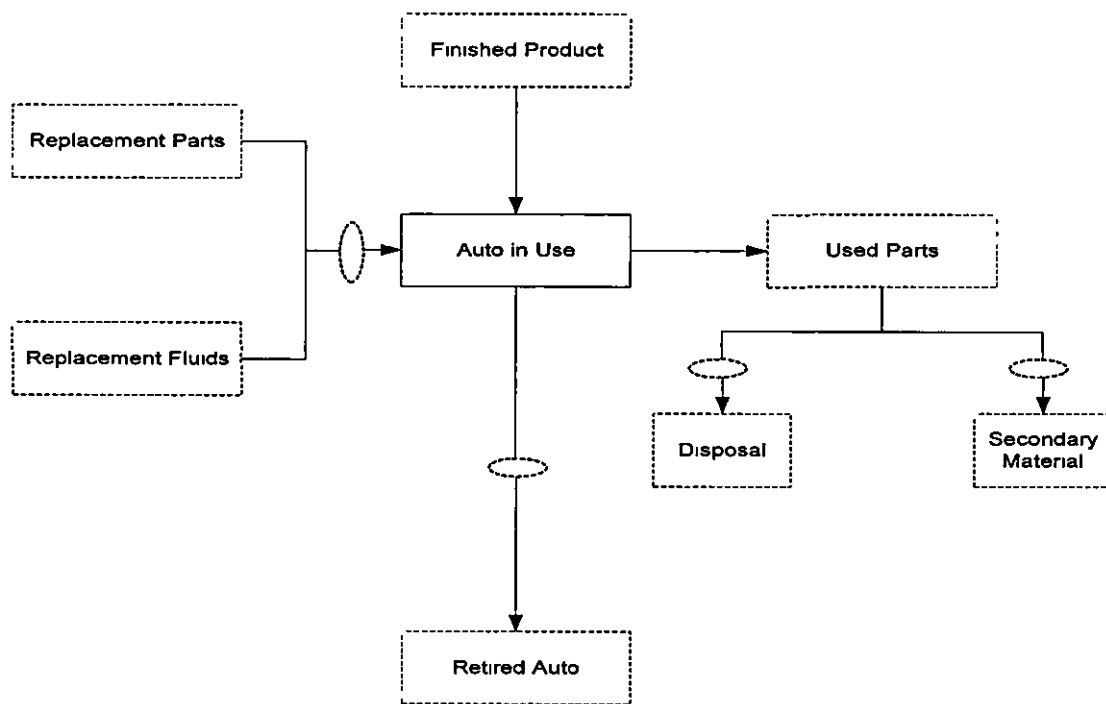 Finished Product
Replacement Parts
Auto in Use
Used Parts
Replacement Fluids
Disposal
Secondary
Material
Retired Auto